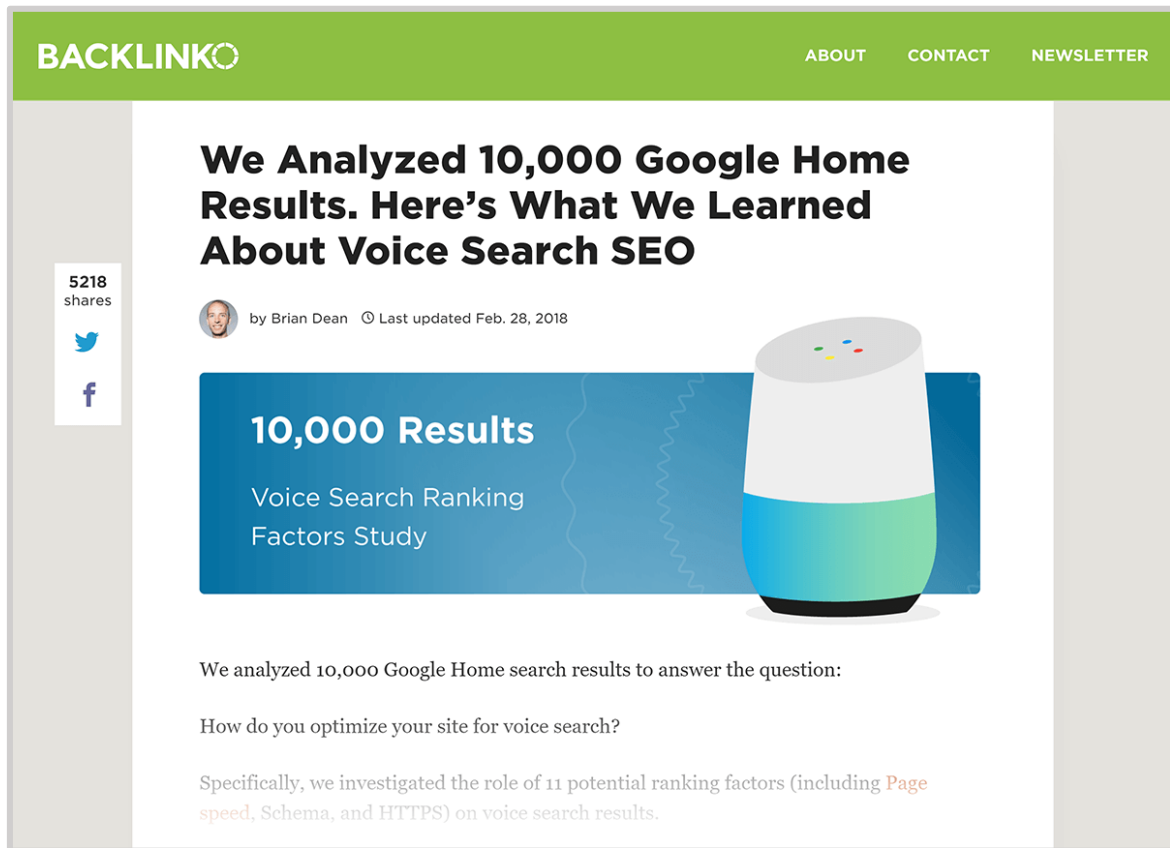 BACKLINKO
ABOUT CONTACT NEWSLETTER
We Analyzed 10,000 Google Home
Results. Here’s What We Learned
About Voice Search SEO
5218
shares
by Brian Dean Last updated Feb. 28, 2018
10,000 Results
Voice Search Ranking
Factors Study
We analyzed 10,000 Google Home search results to answer the question:
How do you optimize your site for voice search?
Specifically, we investigated the role of 11 potential ranking factors (including Page
speed, Schema, and HTTPS) on voice search results.